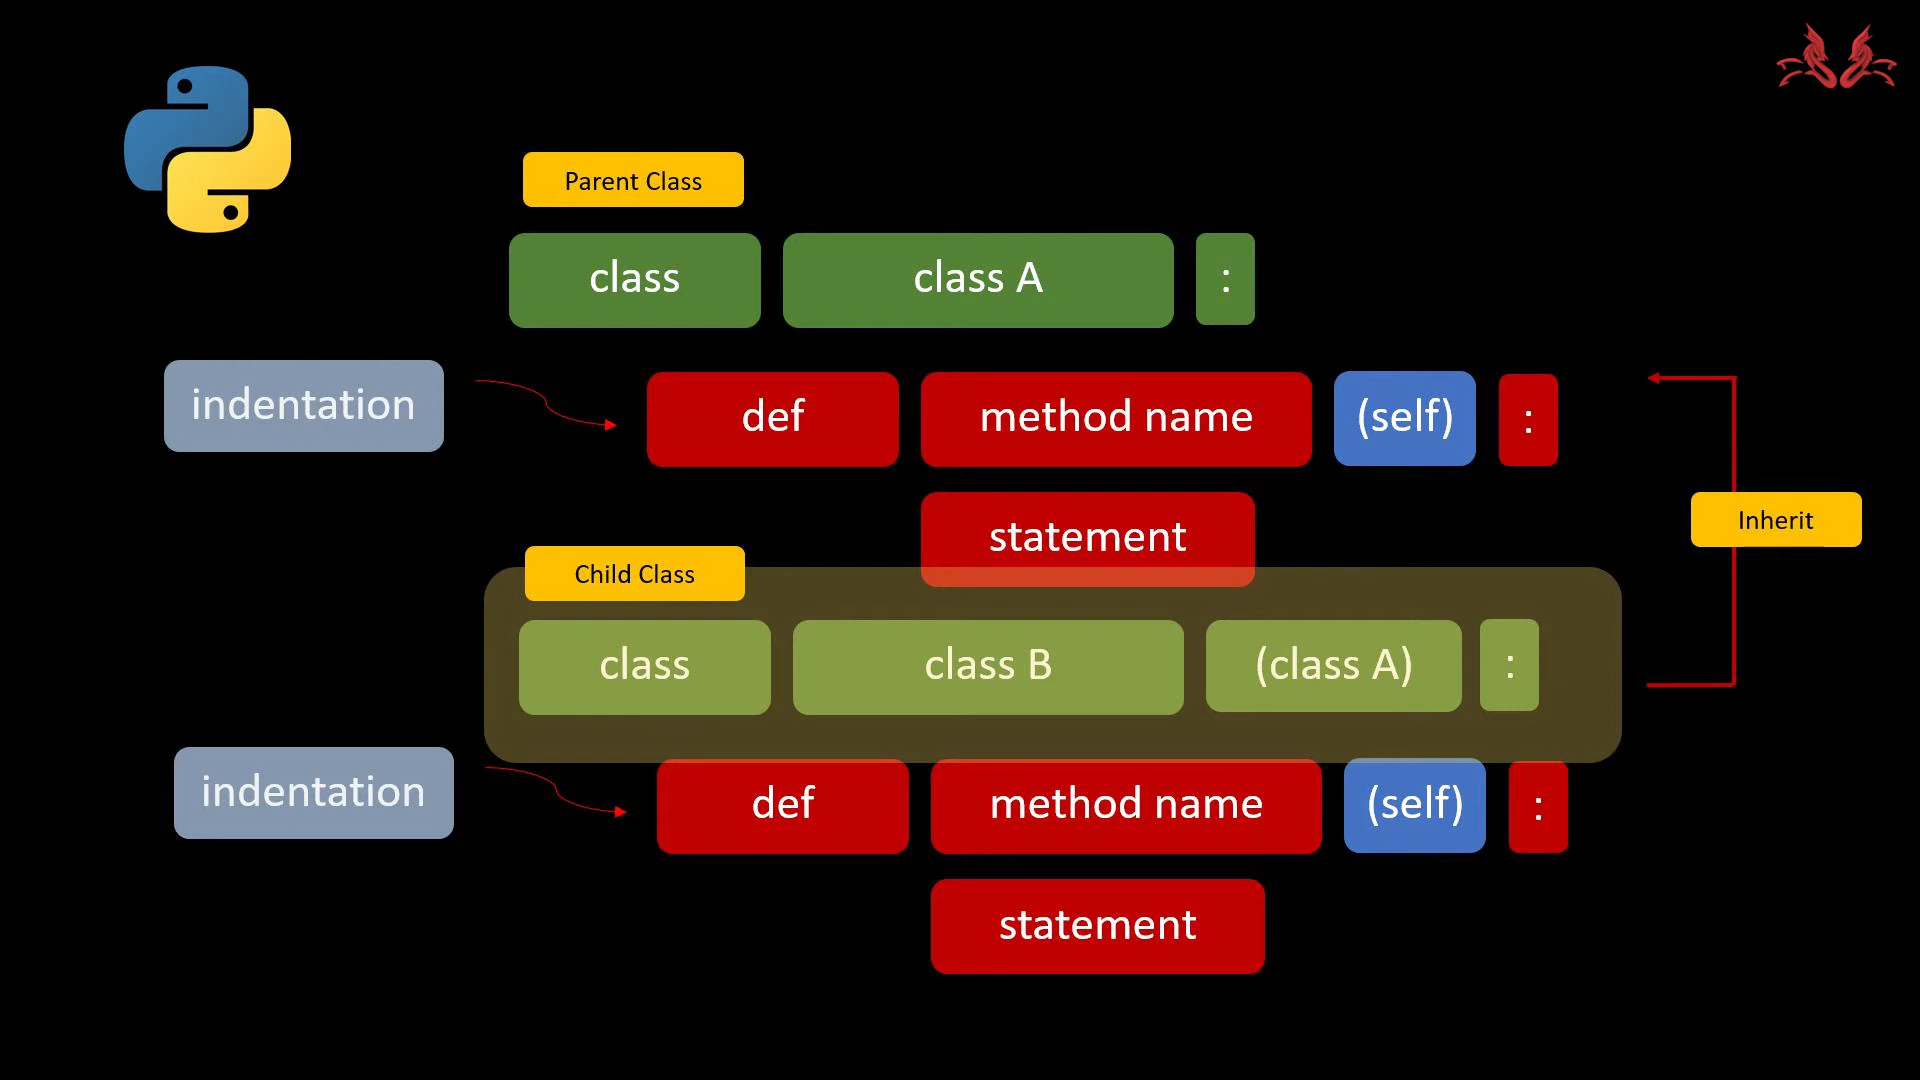 Parent Class
class class A :
indentation def method name (self) :
statement
Inherit
Child Class
class class B (class A) :
indentation def method name (self) :
statement